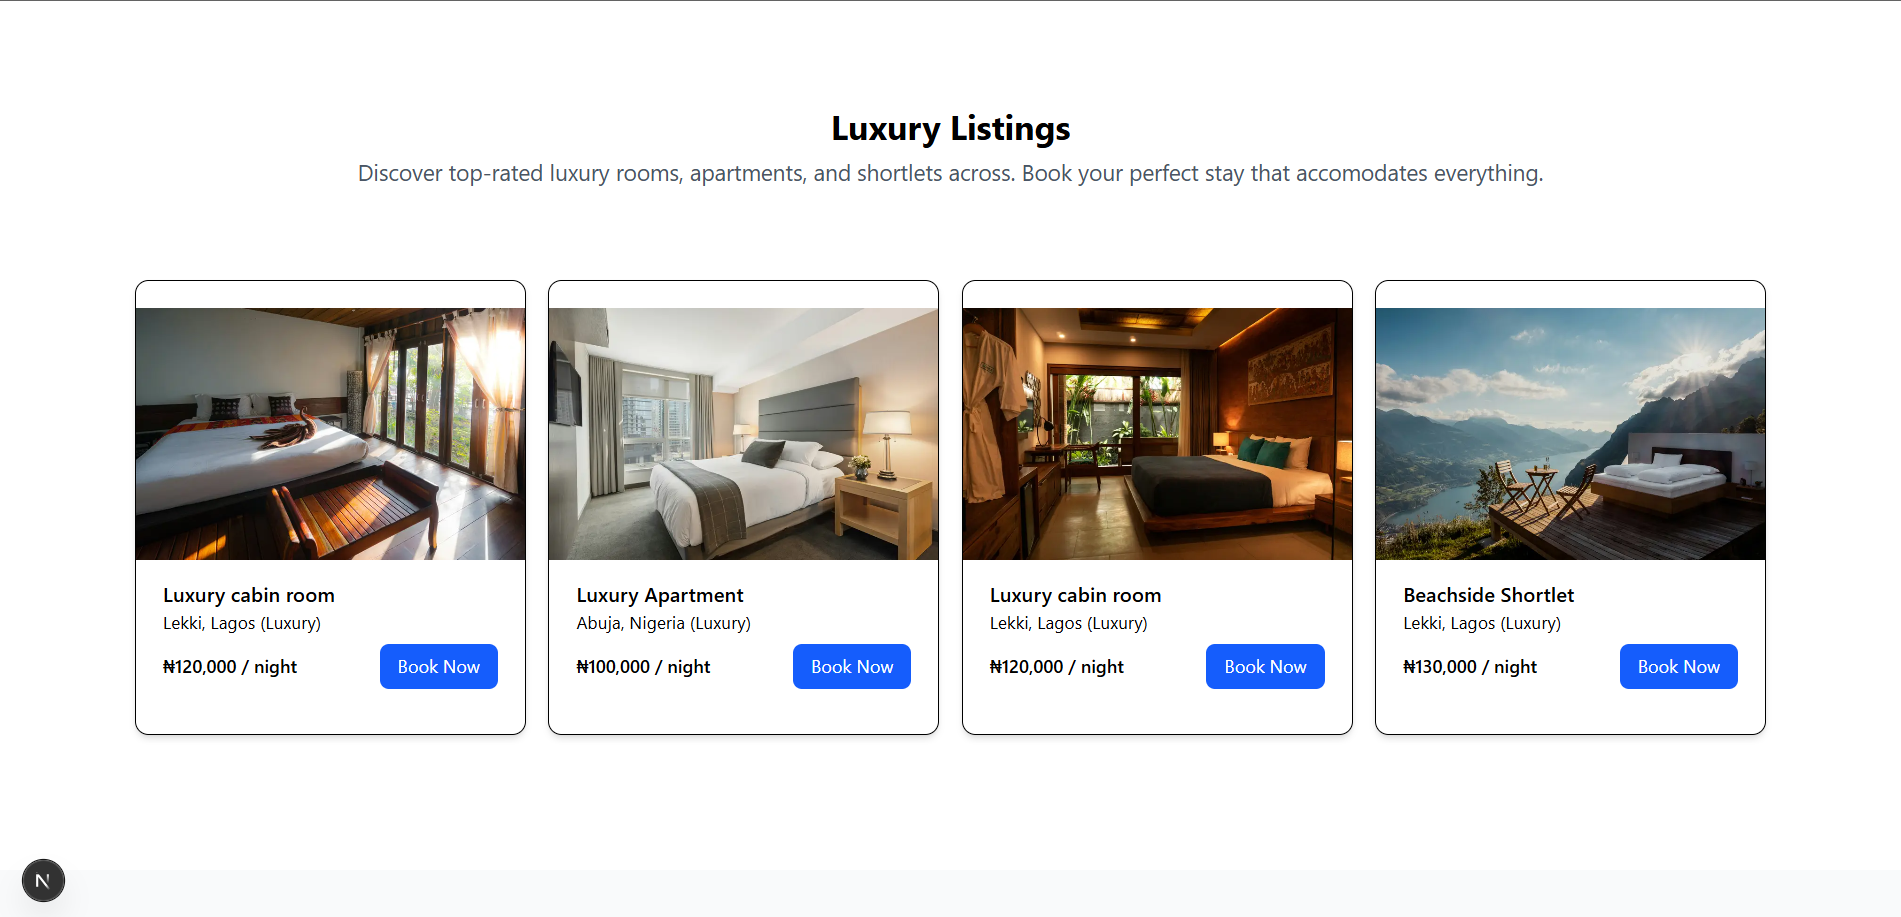 Luxury Listings
Discover top-rated luxury rooms, apartments, and shortlets across. Book your perfect stay that accomodates everything.
Luxury cabin room
Lekki, Lagos (Luxury)
₦120,000 / night
Book Now
Luxury Apartment
Abuja, Nigeria (Luxury)
₦100,000 / night
Book Now
Luxury cabin room
Lekki, Lagos (Luxury)
₦120,000 / night
Book Now
Beachside Shortlet
Lekki, Lagos (Luxury)
₦130,000 / night
Book Now
N